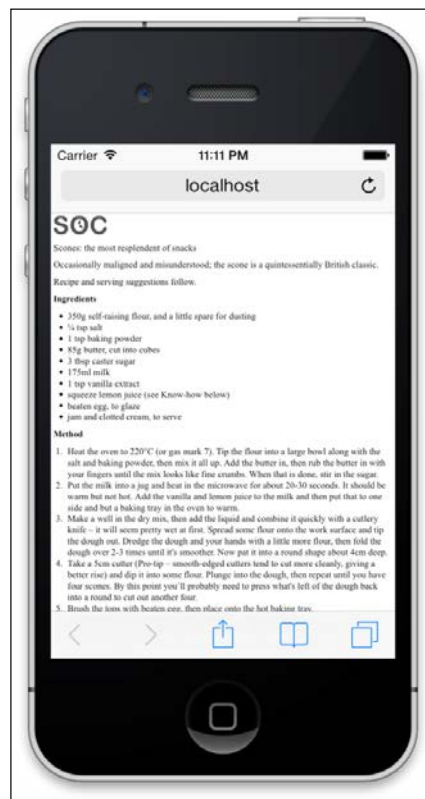 Carrier 11:11 PM
localhost
SOC
Scones: the most resplendent of snacks
Occasionally maligned and misunderstood; the scone is a quintessentially British classic.
Recipe and serving suggestions follow.
Ingredients
• 350g self-raising flour, and a little spare for dusting
• ¼ tsp salt
• 1 tsp baking powder
• 85g butter, cut into cubes
• 3 tbsp caster sugar
• 175ml milk
• 1 tsp vanilla extract
• squeeze lemon juice (see Know-how below)
• beaten egg, to glaze
• jam and clotted cream, to serve
Method
1. Heat the oven to 220°C (or gas mark 7). Tip the flour into a large bowl along with the
salt and baking powder, then mix it all up. Add the butter in, then rub the butter in with
your fingers until the mix looks like fine crumbs. When that is done, stir in the sugar.
2. Put the milk into a jug and heat in the microwave for about 20-30 seconds. It should be
warm but not hot. Add the vanilla and lemon juice to the milk and then put that to one
side and but a baking tray in the oven to warm.
3. Make a well in the dry mix, then add the liquid and combine it quickly with a cutlery
knife – it will seem pretty wet at first. Spread some flour onto the work surface and tip
the dough out. Dredge the dough and your hands with a little more flour, then fold the
dough over 2-3 times until it's smoother. Now pat it into a round shape about 4cm deep.
4. Take a 5cm cutter (Pro-tip – smooth-edged cutters tend to cut more cleanly, giving a
better rise) and dip it into some flour. Plunge into the dough, then repeat until you have
four scones. By this point you'll probably need to press what's left of the dough back
into a round to cut out another four.
5. Brush the tops with beaten egg, then place onto the hot baking tray.